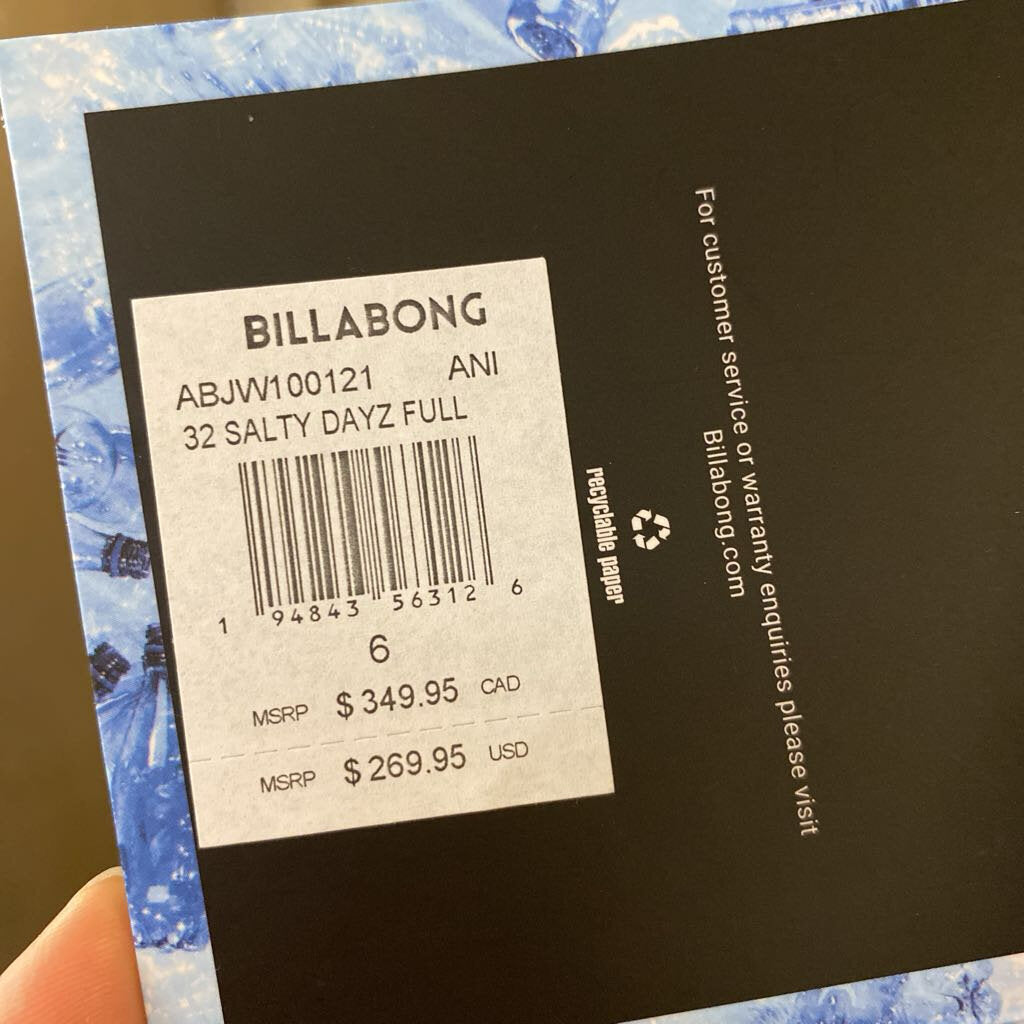 BILLABONG
ABJW100121 ANI
32 SALTY DAYZ FULL
1 94843 56312 6
6
MSRP $ 349.95 CAD
MSRP $ 269.95 USD
recyclable paper
For customer service or warranty enquiries please visit
Billabong.com